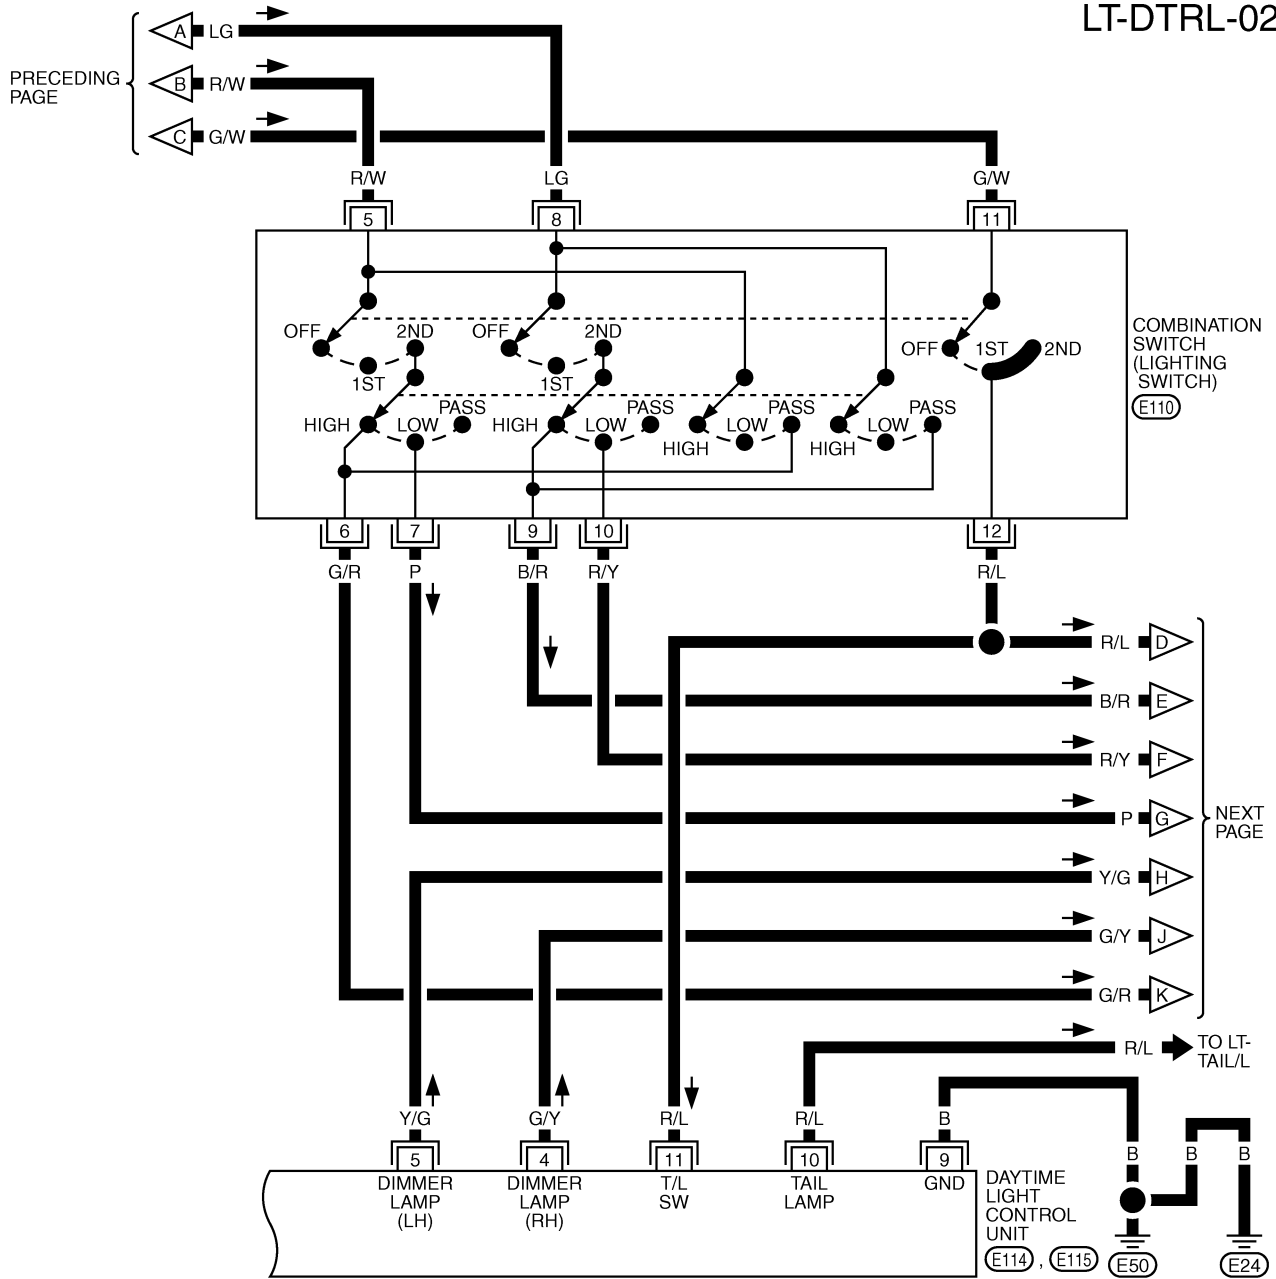 LT-DTRL-02
A LG
PRECEDING
PAGE
B R/W
C G/W
R/W LG G/W
5 8 11
OFF 2ND OFF 2ND OFF 1ST 2ND
1ST 1ST
HIGH LOW PASS HIGH LOW PASS LOW PASS LOW PASS
HIGH HIGH
COMBINATION
SWITCH
(LIGHTING
SWITCH)
E110
6 7 9 10 12
G/R P B/R R/Y R/L
R/L D
B/R E
R/Y F
P G
Y/G H
G/Y J
G/R K
NEXT
PAGE
R/L TO LT-
TAIL/L
Y/G G/Y R/L R/L B
B B B
5 4 11 10 9
DIMMER
LAMP
(LH)
DIMMER
LAMP
(RH)
T/L
SW
TAIL
LAMP
GND
DAYTIME
LIGHT
CONTROL
UNIT
E114 , E115
E50 E24